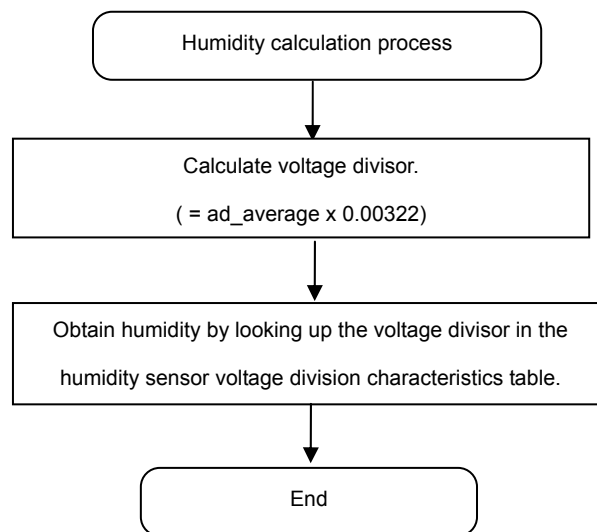 Humidity calculation process
Calculate voltage divisor.
( = ad_average x 0.00322)
Obtain humidity by looking up the voltage divisor in the
humidity sensor voltage division characteristics table.
End